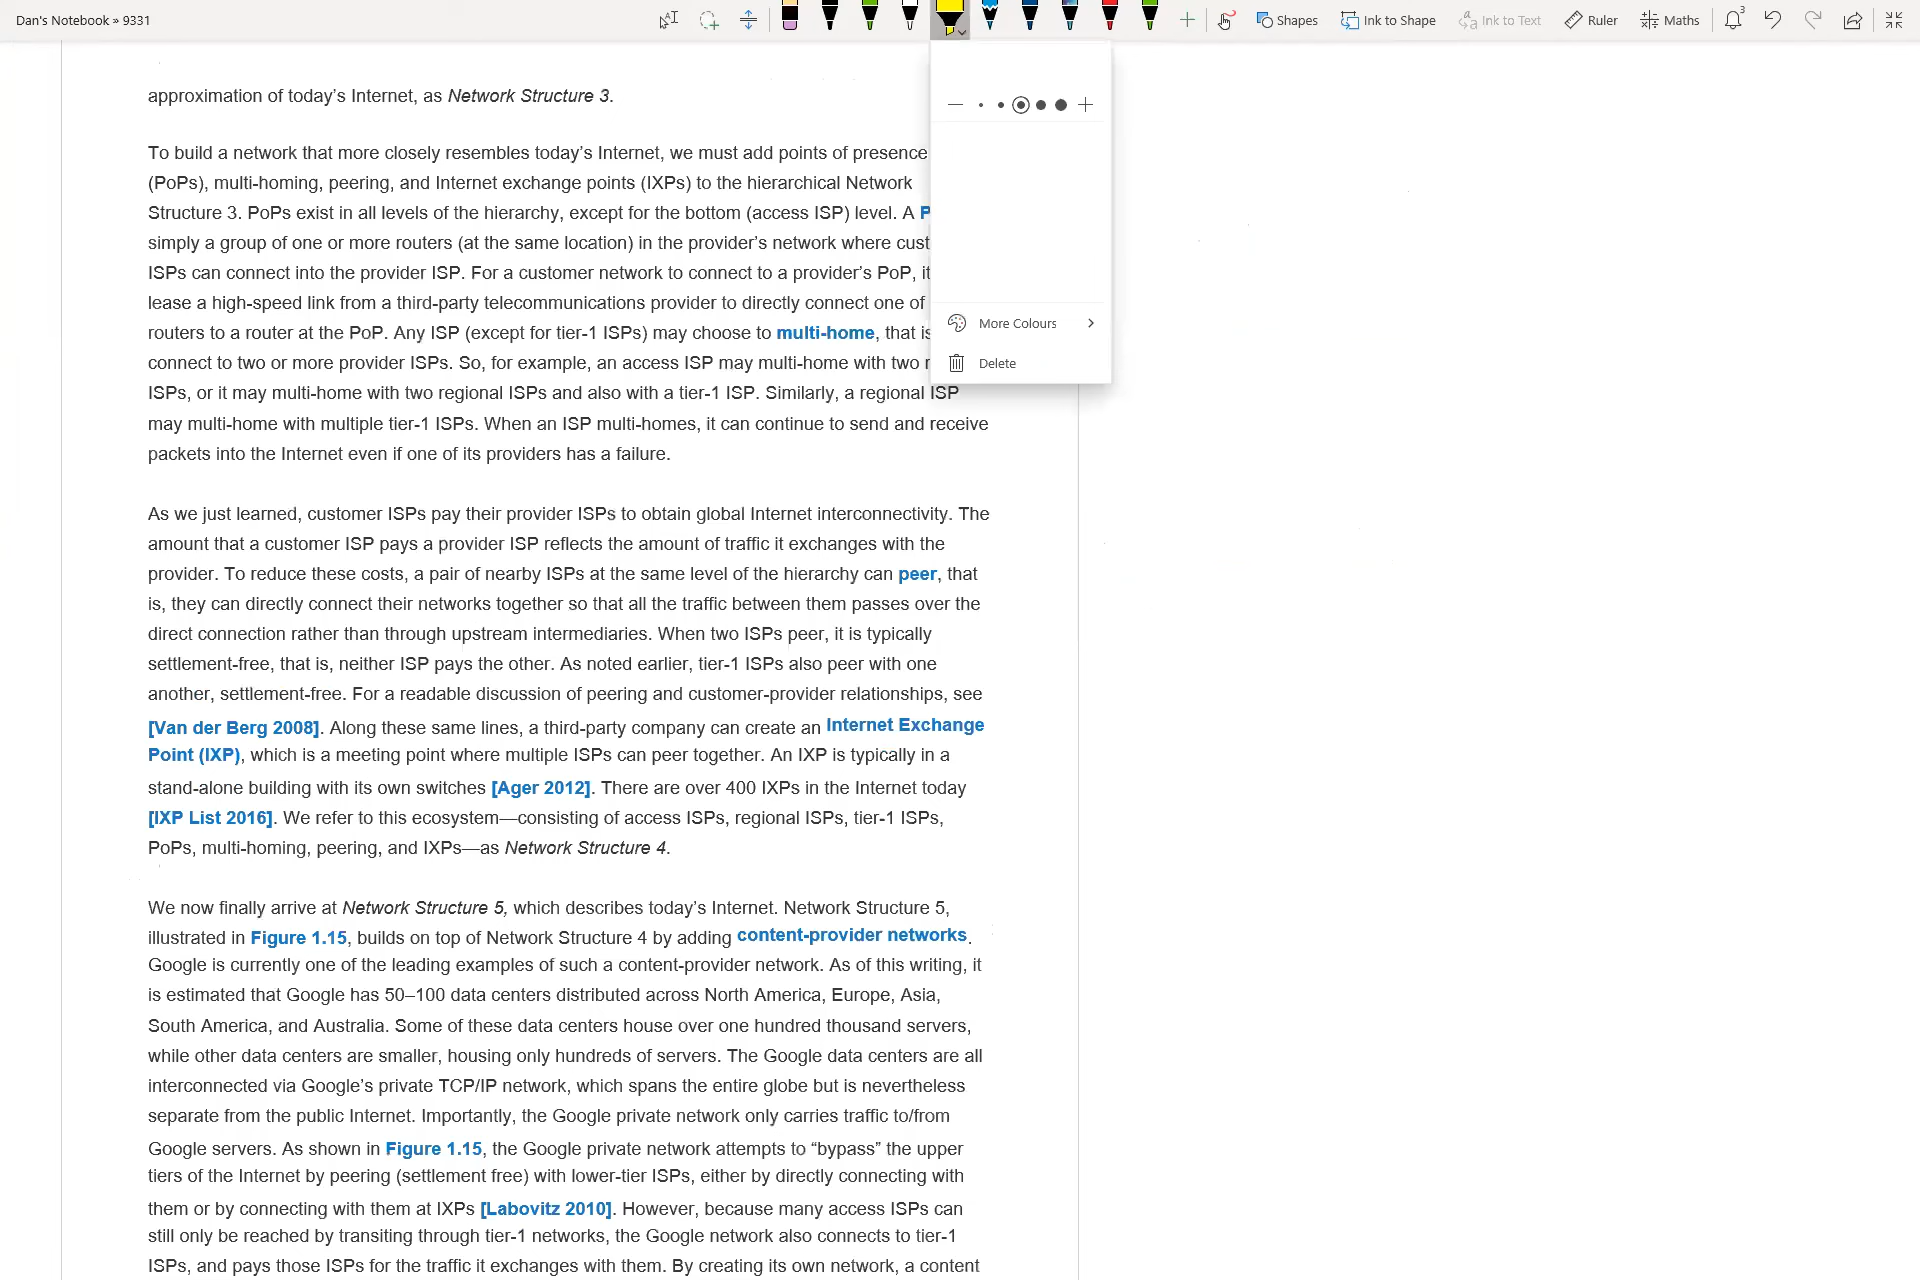 Dan's Notebook » 9331
Shapes
Ink to Shape
Ink to Text
Ruler
Maths
3
approximation of today’s Internet, as Network Structure 3.
To build a network that more closely resembles today’s Internet, we must add points of presence
(PoPs), multi-homing, peering, and Internet exchange points (IXPs) to the hierarchical Network
Structure 3. PoPs exist in all levels of the hierarchy, except for the bottom (access ISP) level. A P
simply a group of one or more routers (at the same location) in the provider’s network where cust
ISPs can connect into the provider ISP. For a customer network to connect to a provider’s PoP, it
lease a high-speed link from a third-party telecommunications provider to directly connect one of
routers to a router at the PoP. Any ISP (except for tier-1 ISPs) may choose to multi-home, that is
connect to two or more provider ISPs. So, for example, an access ISP may multi-home with two r
ISPs, or it may multi-home with two regional ISPs and also with a tier-1 ISP. Similarly, a regional ISP
may multi-home with multiple tier-1 ISPs. When an ISP multi-homes, it can continue to send and receive
packets into the Internet even if one of its providers has a failure.
More Colours
Delete
As we just learned, customer ISPs pay their provider ISPs to obtain global Internet interconnectivity. The
amount that a customer ISP pays a provider ISP reflects the amount of traffic it exchanges with the
provider. To reduce these costs, a pair of nearby ISPs at the same level of the hierarchy can peer, that
is, they can directly connect their networks together so that all the traffic between them passes over the
direct connection rather than through upstream intermediaries. When two ISPs peer, it is typically
settlement-free, that is, neither ISP pays the other. As noted earlier, tier-1 ISPs also peer with one
another, settlement-free. For a readable discussion of peering and customer-provider relationships, see
[Van der Berg 2008]. Along these same lines, a third-party company can create an Internet Exchange
Point (IXP), which is a meeting point where multiple ISPs can peer together. An IXP is typically in a
stand-alone building with its own switches [Ager 2012]. There are over 400 IXPs in the Internet today
[IXP List 2016]. We refer to this ecosystem—consisting of access ISPs, regional ISPs, tier-1 ISPs,
PoPs, multi-homing, peering, and IXPs—as Network Structure 4.
We now finally arrive at Network Structure 5, which describes today’s Internet. Network Structure 5,
illustrated in Figure 1.15, builds on top of Network Structure 4 by adding content-provider networks.
Google is currently one of the leading examples of such a content-provider network. As of this writing, it
is estimated that Google has 50–100 data centers distributed across North America, Europe, Asia,
South America, and Australia. Some of these data centers house over one hundred thousand servers,
while other data centers are smaller, housing only hundreds of servers. The Google data centers are all
interconnected via Google’s private TCP/IP network, which spans the entire globe but is nevertheless
separate from the public Internet. Importantly, the Google private network only carries traffic to/from
Google servers. As shown in Figure 1.15, the Google private network attempts to “bypass” the upper
tiers of the Internet by peering (settlement free) with lower-tier ISPs, either by directly connecting with
them or by connecting with them at IXPs [Labovitz 2010]. However, because many access ISPs can
still only be reached by transiting through tier-1 networks, the Google network also connects to tier-1
ISPs, and pays those ISPs for the traffic it exchanges with them. By creating its own network, a content